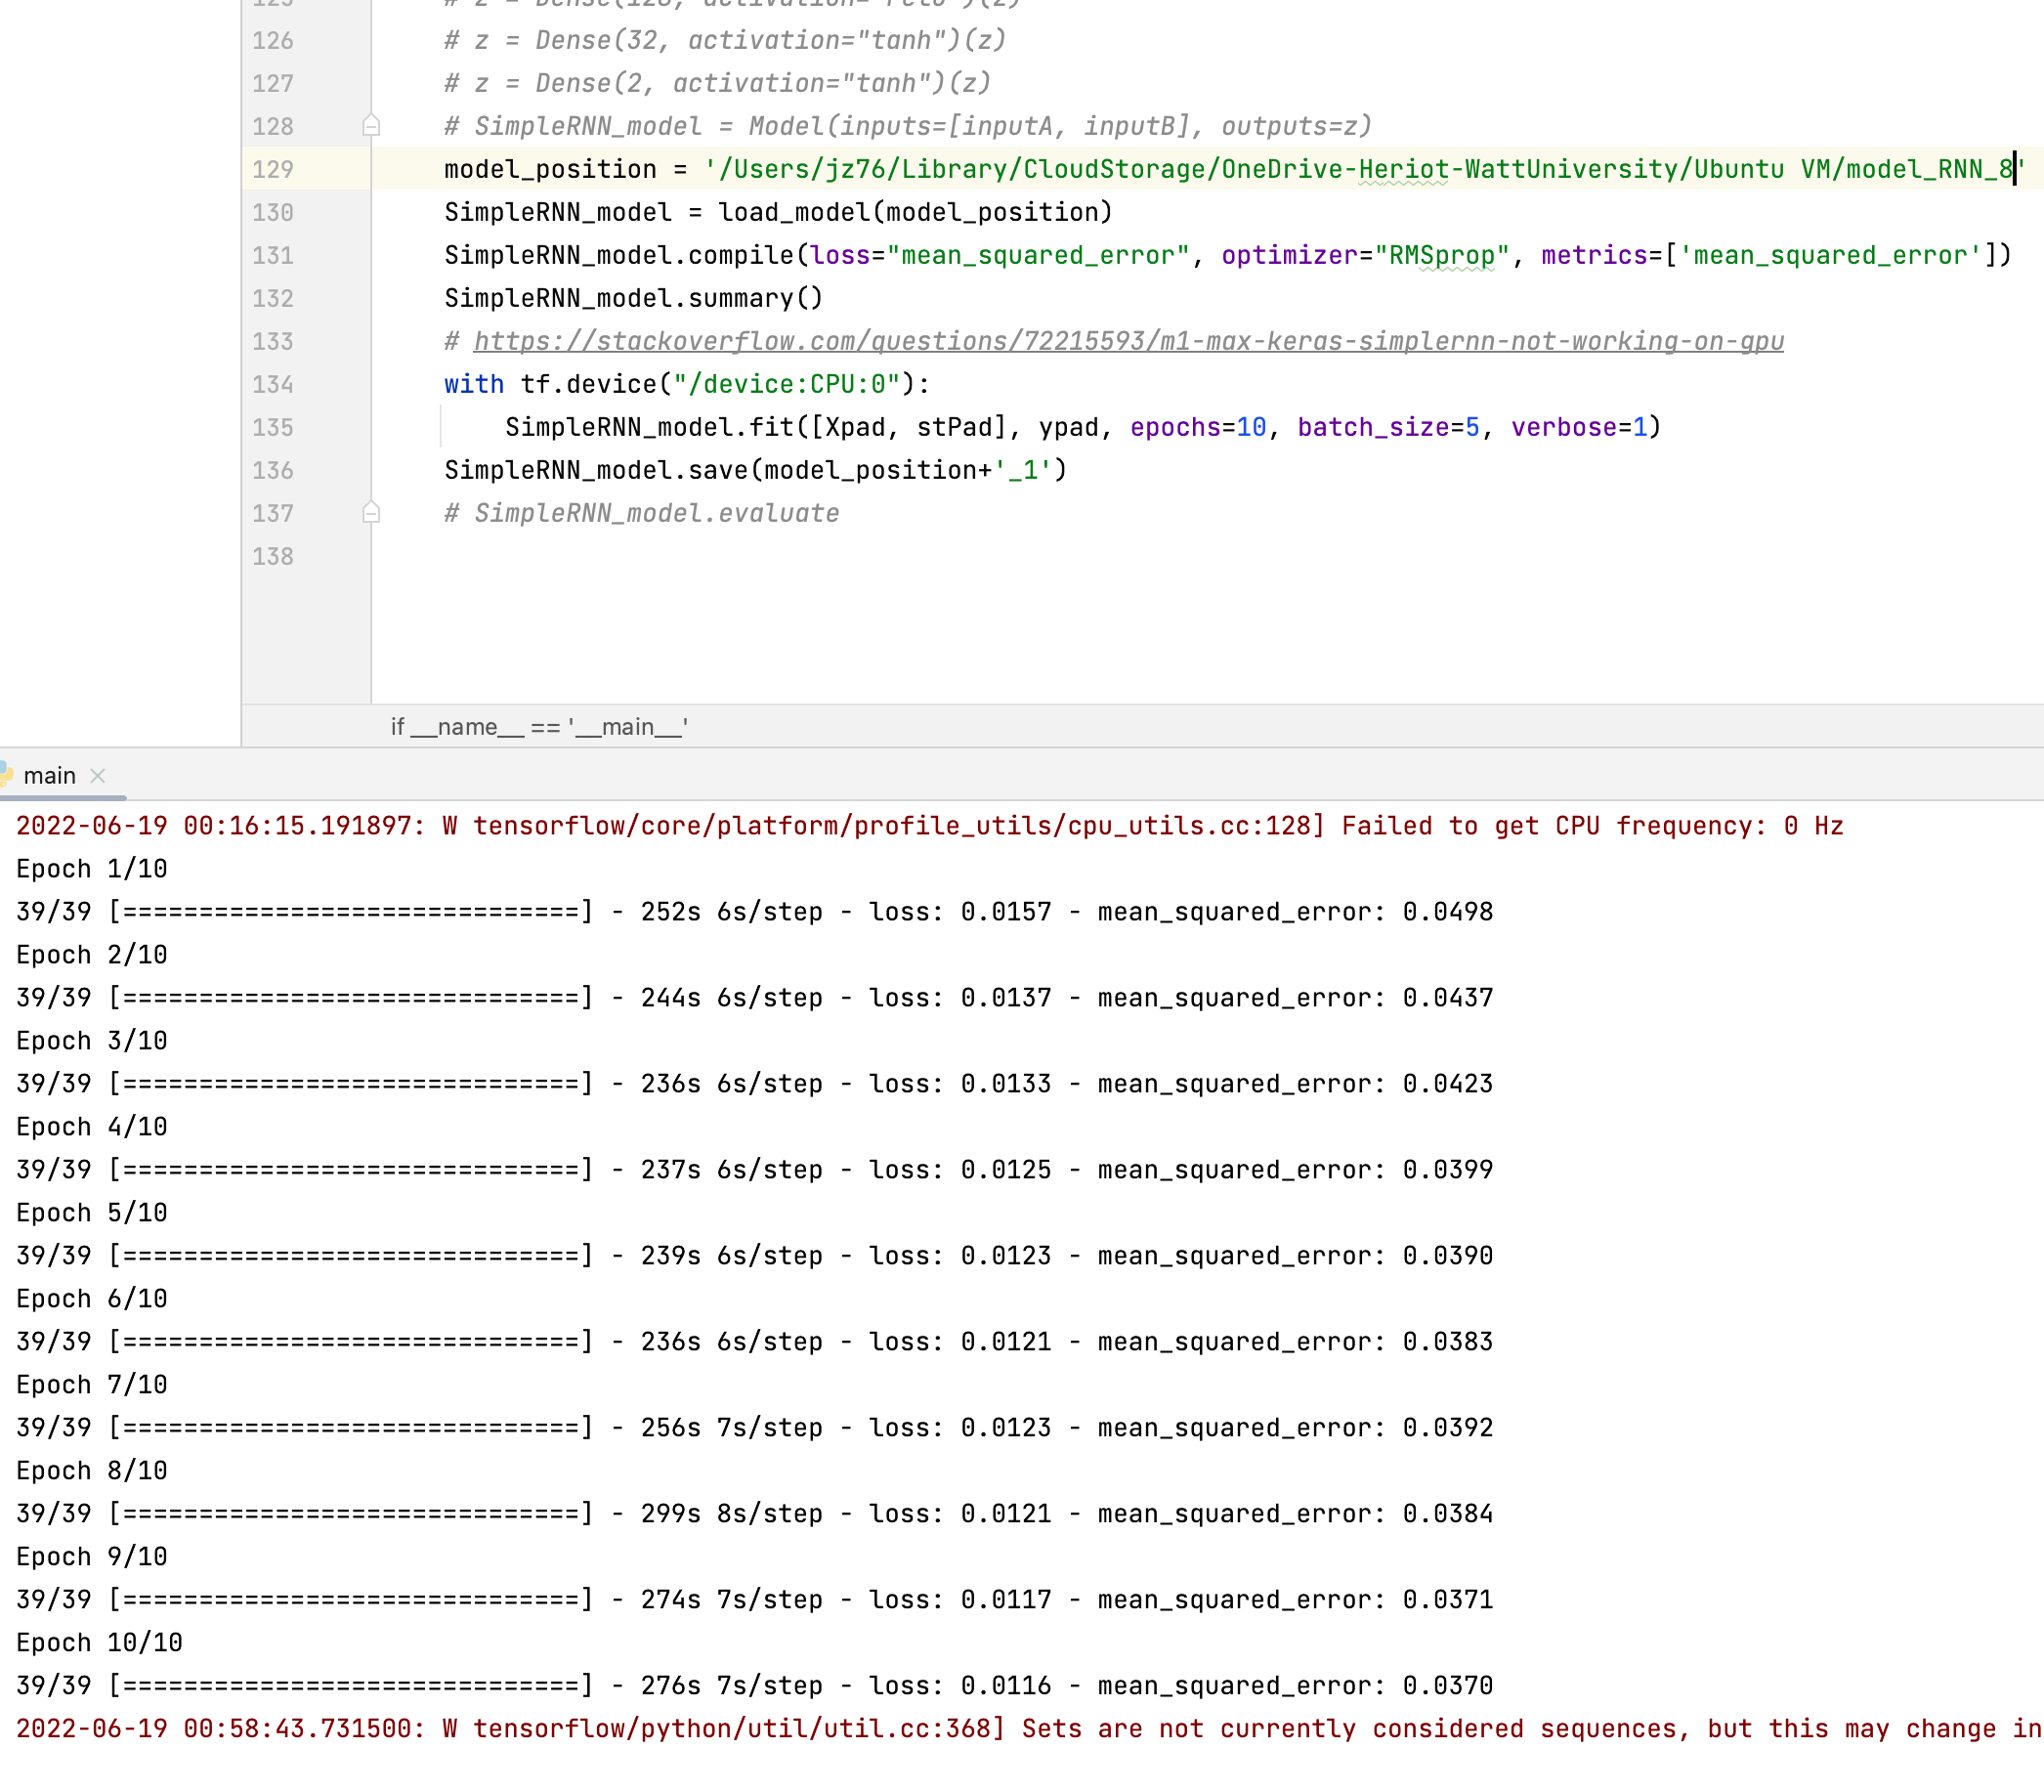 125 # z = Dense(128, activation="relu")(z)
126 # z = Dense(32, activation="tanh")(z)
127 # z = Dense(2, activation="tanh")(z)
128 # SimpleRNN_model = Model(inputs=[inputA, inputB], outputs=z)
129 model_position = '/Users/jz76/Library/CloudStorage/OneDrive-Heriot-WattUniversity/Ubuntu VM/model_RNN_8'
130 SimpleRNN_model = load_model(model_position)
131 SimpleRNN_model.compile(loss="mean_squared_error", optimizer="RMSprop", metrics=['mean_squared_error'])
132 SimpleRNN_model.summary()
133 # https://stackoverflow.com/questions/72215593/m1-max-keras-simplernn-not-working-on-gpu
134 with tf.device("/device:CPU:0"):
135 SimpleRNN_model.fit([Xpad, stPad], ypad, epochs=10, batch_size=5, verbose=1)
136 SimpleRNN_model.save(model_position+'_1')
137 # SimpleRNN_model.evaluate
138
if __name__ == '__main__'
main
2022-06-19 00:16:15.191897: W tensorflow/core/platform/profile_utils/cpu_utils.cc:128] Failed to get CPU frequency: 0 Hz
Epoch 1/10
39/39 [==============================] - 252s 6s/step - loss: 0.0157 - mean_squared_error: 0.0498
Epoch 2/10
39/39 [==============================] - 244s 6s/step - loss: 0.0137 - mean_squared_error: 0.0437
Epoch 3/10
39/39 [==============================] - 236s 6s/step - loss: 0.0133 - mean_squared_error: 0.0423
Epoch 4/10
39/39 [==============================] - 237s 6s/step - loss: 0.0125 - mean_squared_error: 0.0399
Epoch 5/10
39/39 [==============================] - 239s 6s/step - loss: 0.0123 - mean_squared_error: 0.0390
Epoch 6/10
39/39 [==============================] - 236s 6s/step - loss: 0.0121 - mean_squared_error: 0.0383
Epoch 7/10
39/39 [==============================] - 256s 7s/step - loss: 0.0123 - mean_squared_error: 0.0392
Epoch 8/10
39/39 [==============================] - 299s 8s/step - loss: 0.0121 - mean_squared_error: 0.0384
Epoch 9/10
39/39 [==============================] - 274s 7s/step - loss: 0.0117 - mean_squared_error: 0.0371
Epoch 10/10
39/39 [==============================] - 276s 7s/step - loss: 0.0116 - mean_squared_error: 0.0370
2022-06-19 00:58:43.731500: W tensorflow/python/util/util.cc:368] Sets are not currently considered sequences, but this may change in